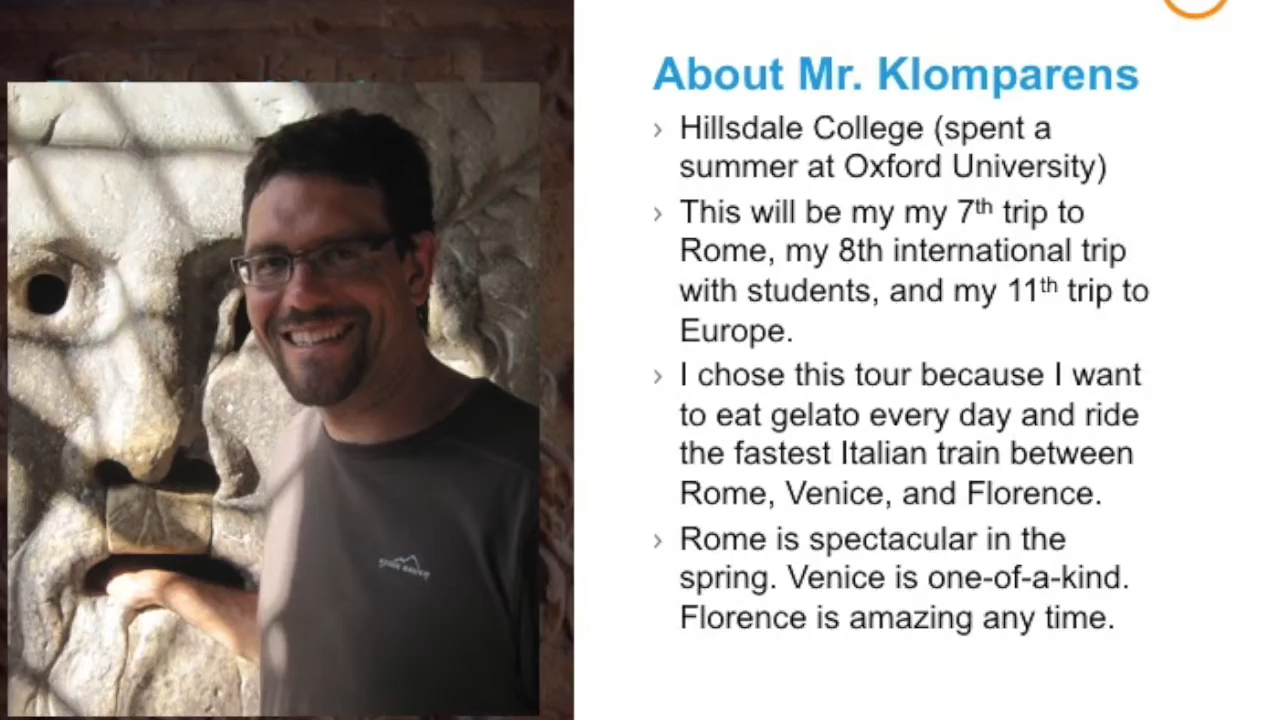 About Mr. Klomparens
› Hillsdale College (spent a
summer at Oxford University)
› This will be my my 7th trip to
Rome, my 8th international trip
with students, and my 11th trip to
Europe.
› I chose this tour because I want
to eat gelato every day and ride
the fastest Italian train between
Rome, Venice, and Florence.
› Rome is spectacular in the
spring. Venice is one-of-a-kind.
Florence is amazing any time.